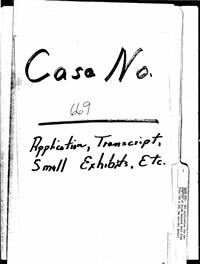 Case No.
669
Application, Transcript,
Small Exhibits, Etc.